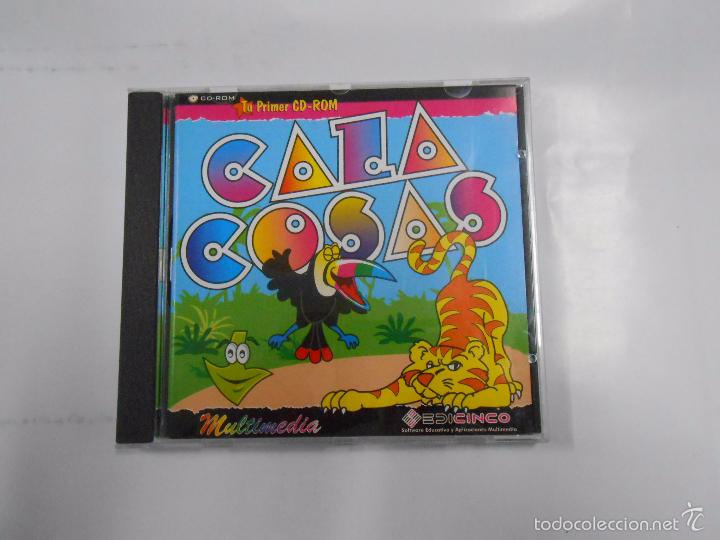 CD-ROM
Tu Primer CD-ROM
CAZA
COSAS
Multimedia
EDICINCO
Software Educativo y Aplicaciones Multimedia
todocoleccion.net